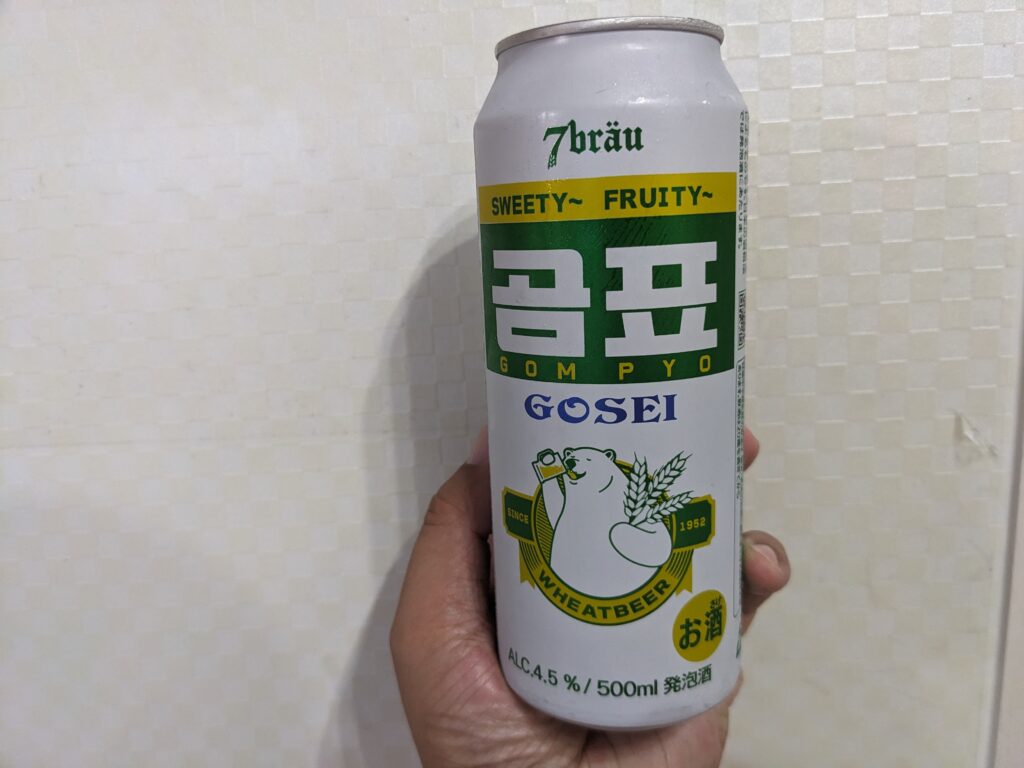 7bräu
SWEETY~ FRUITY~
곰표
GOM PYO
GOSEI
SINCE 1952
WHEATBEER
お酒
ALC.4.5 %/500ml 発泡酒